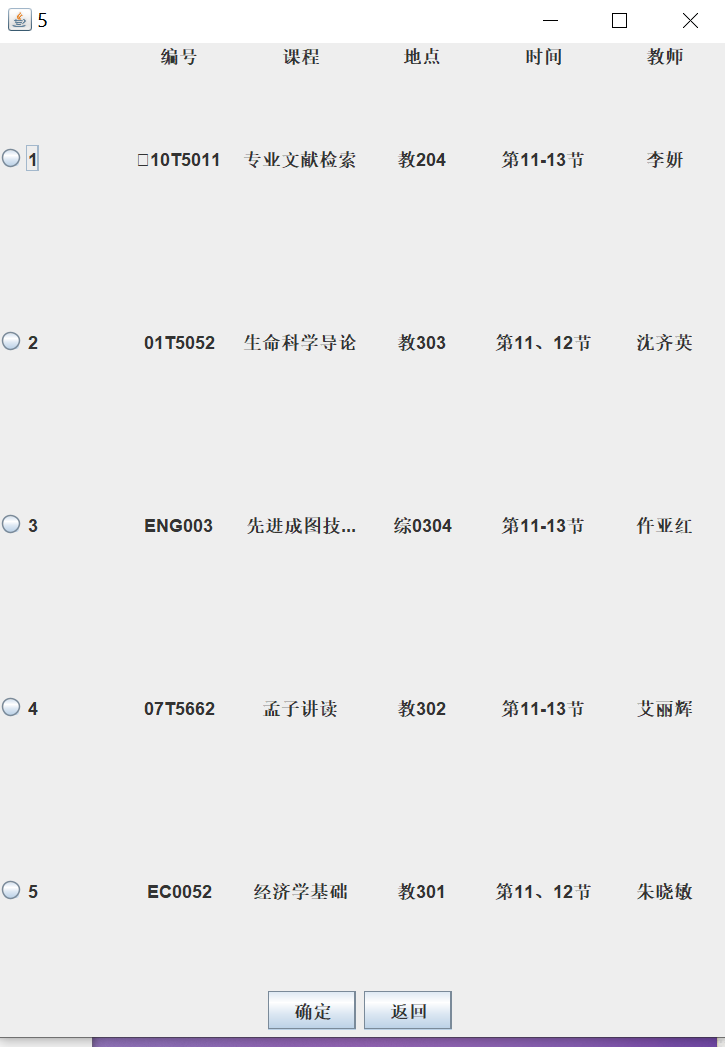 5
编号 课程 地点 时间 教师
1 □10T5011 专业文献检索 教204 第11-13节 李妍
2 01T5052 生命科学导论 教303 第11、12节 沈齐英
3 ENG003 先进成图技... 综0304 第11-13节 仵亚红
4 07T5662 孟子讲读 教302 第11-13节 艾丽辉
5 EC0052 经济学基础 教301 第11、12节 朱晓敏
确定 返回